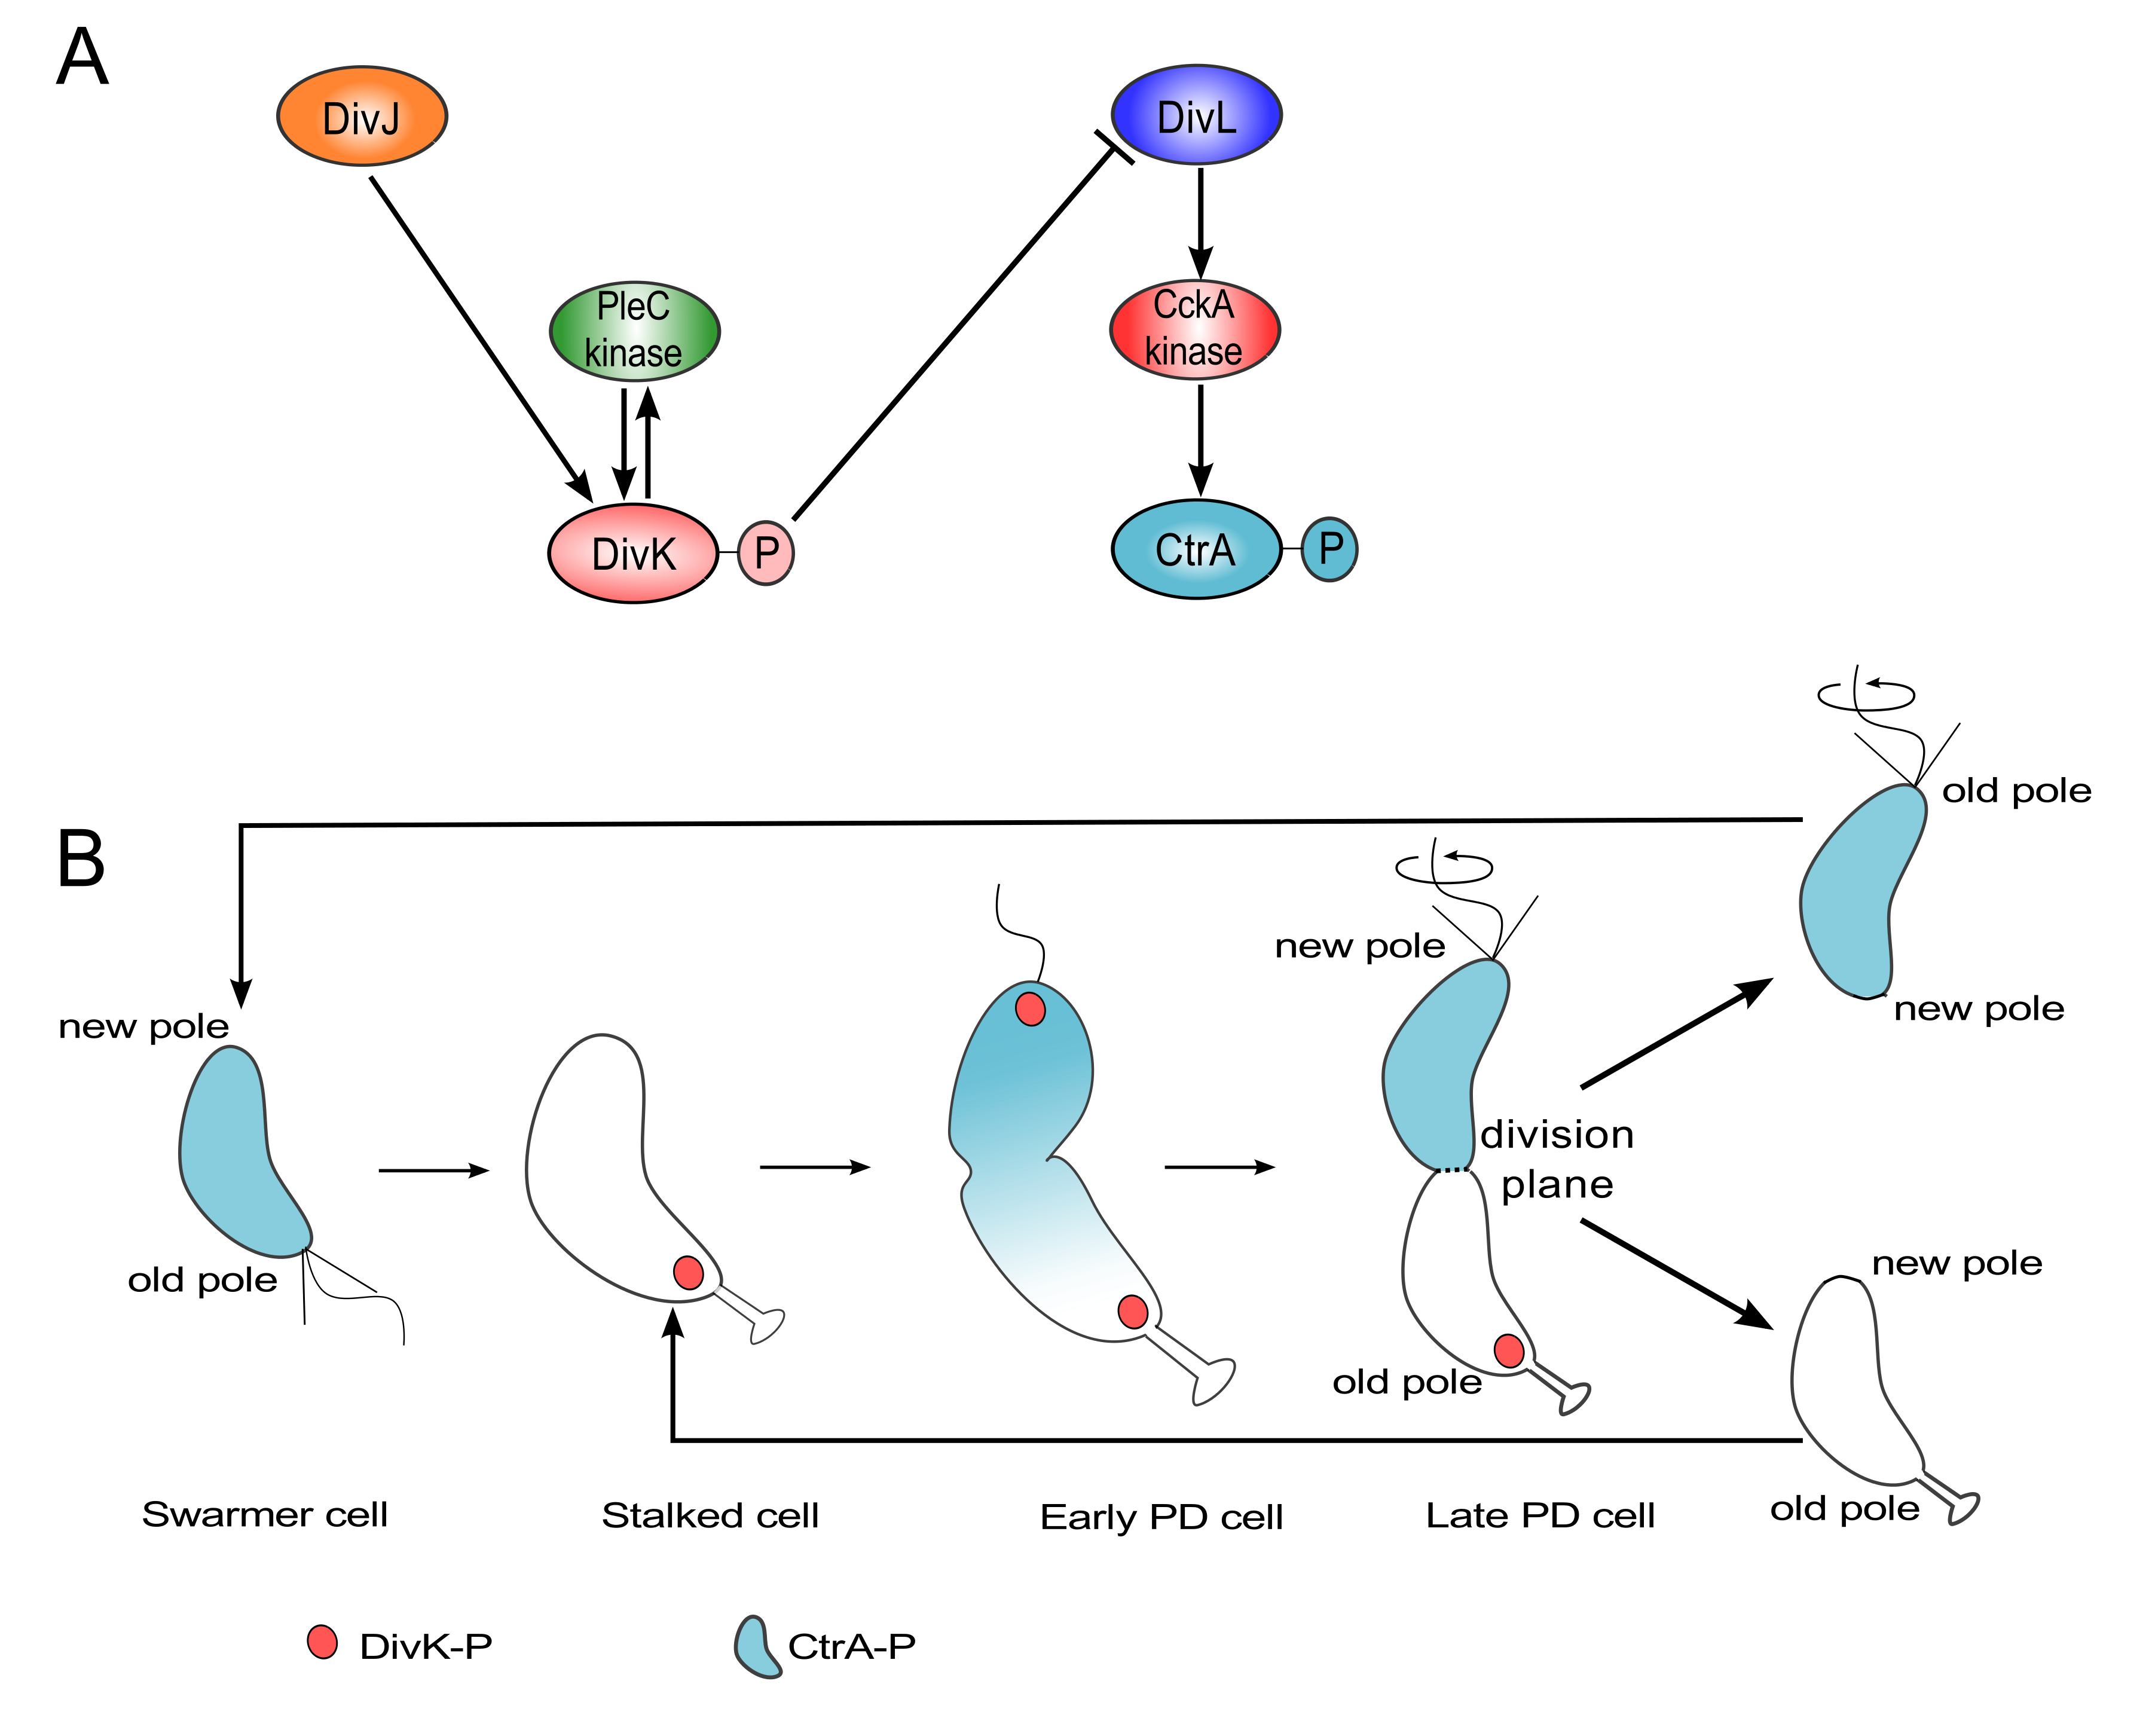 A
DivJ
DivL
PleC
kinase
CckA
kinase
DivK
P
CtrA
P
B
old pole
new pole
new pole
new pole
division
plane
old pole
new pole
old pole
old pole
Swarmer cell
Stalked cell
Early PD cell
Late PD cell
DivK-P
CtrA-P